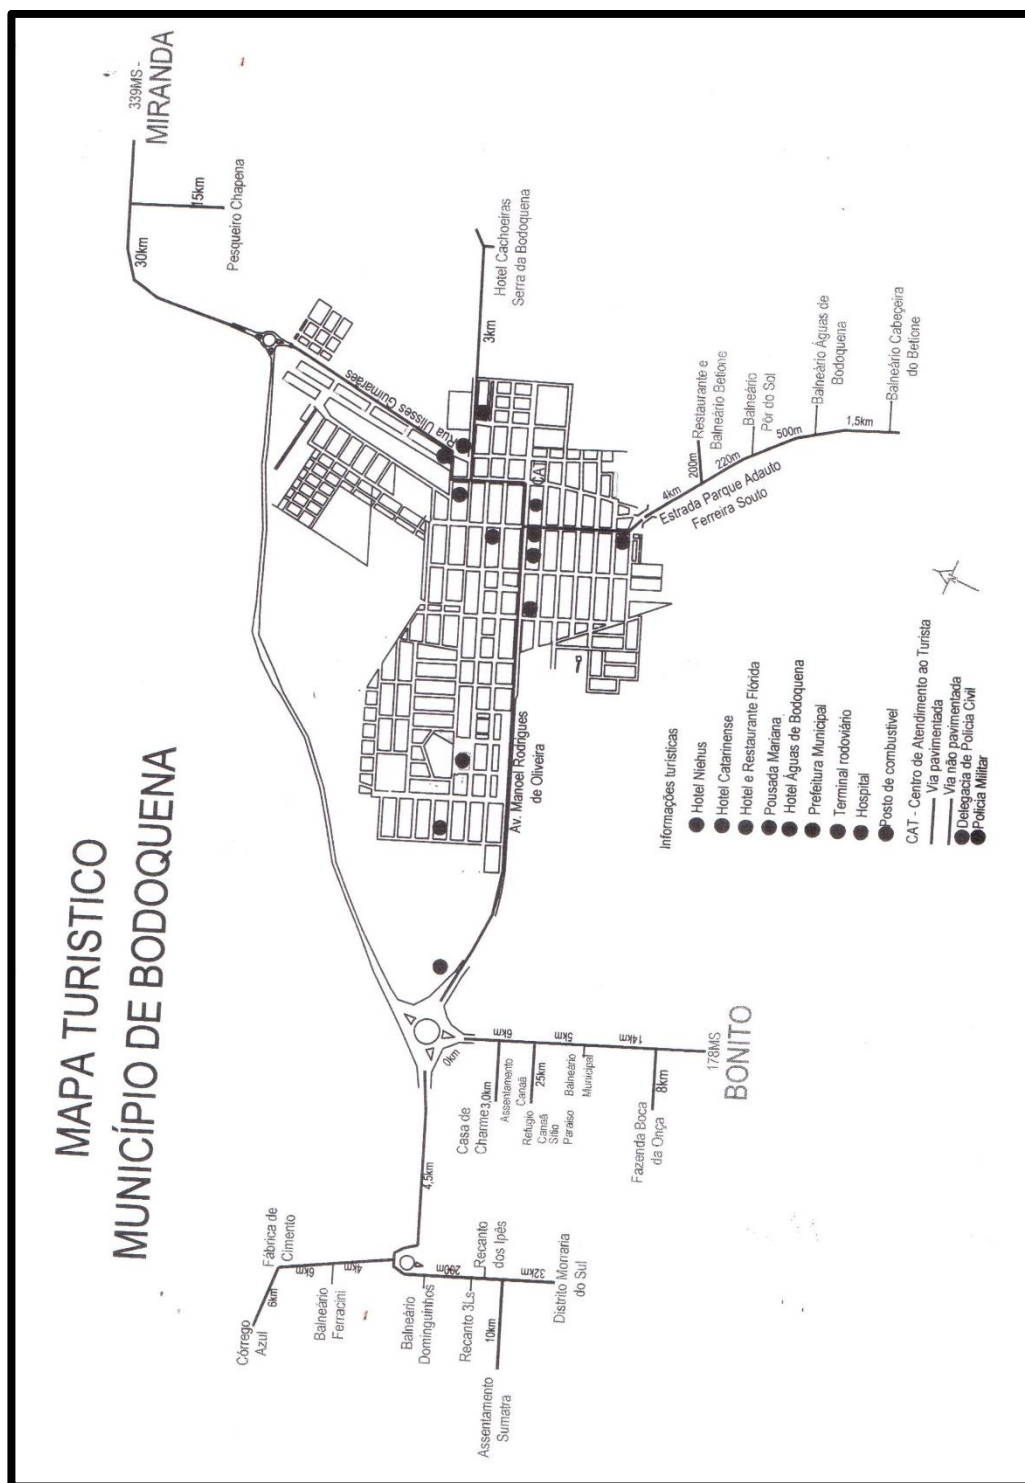 MAPA TURISTICO
MUNICÍPIO DE BODOQUENA
Córrego
Azul
6km
Fábrica de
Cimento
6km
4km
Balneário
Ferracini
4,5km
Balneário
Dominguinhos
200m
Recanto 3Ls
Recanto
dos Ipês
10km
32km
Assentamento
Sumatra
Distrito Morraria
do Sul
0km
Casa de
Charme
3,0km
6km
Assentamento
Canaã
25km
Refugio
Canaã
Sitio
Paraiso
5km
Balneário
Municipal
14km
Fazenda Boca
da Onça
8km
178MS
BONITO
Av. Manoel Rodrigues
de Oliveira
Rua Ulisses Guimarães
CAT
30km
339MS -
MIRANDA
15km
Pesqueiro Chapena
3km
Hotel Cachoeiras
Serra da Bodoquena
4km
Estrada Parque Adauto
Ferreira Souto
200m
Restaurante e
Balneário Betione
220m
Balneário
Pôr do Sol
500m
Balneário Águas de
Bodoquena
1,5km
Balneário Cabeçeira
do Betione
Informações turísticas
Hotel Niehus
Hotel Catarinense
Hotel e Restaurante Flórida
Pousada Mariana
Hotel Águas de Bodoquena
Prefeitura Municipal
Terminal rodoviário
Hospital
Posto de combustivel
CAT - Centro de Atendimento ao Turista
Via pavimentada
Via não pavimentada
Delegacia de Policia Civil
Policia Militar